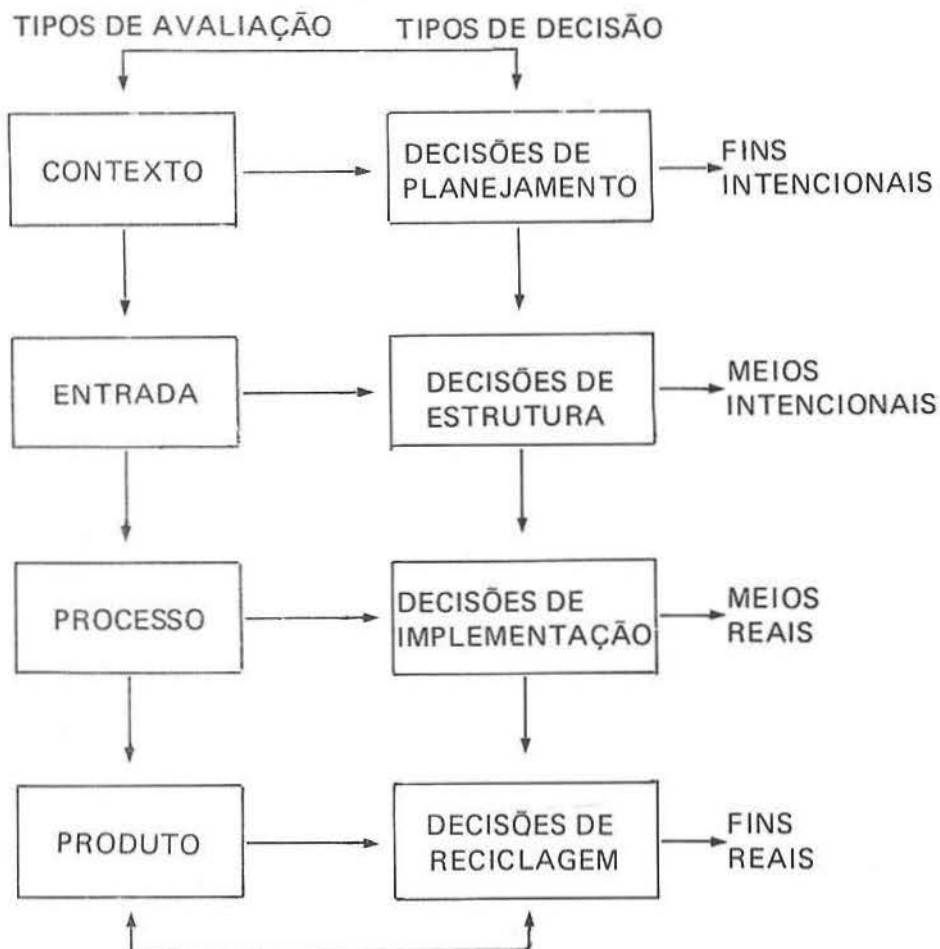 TIPOS DE AVALIAÇÃO
TIPOS DE DECISÃO
CONTEXTO
DECISÕES DE
PLANEJAMENTO
FINS
INTENCIONAIS
ENTRADA
DECISÕES DE
ESTRUTURA
MEIOS
INTENCIONAIS
PROCESSO
DECISÕES DE
IMPLEMENTAÇÃO
MEIOS
REAIS
PRODUTO
DECISÕES DE
RECICLAGEM
FINS
REAIS